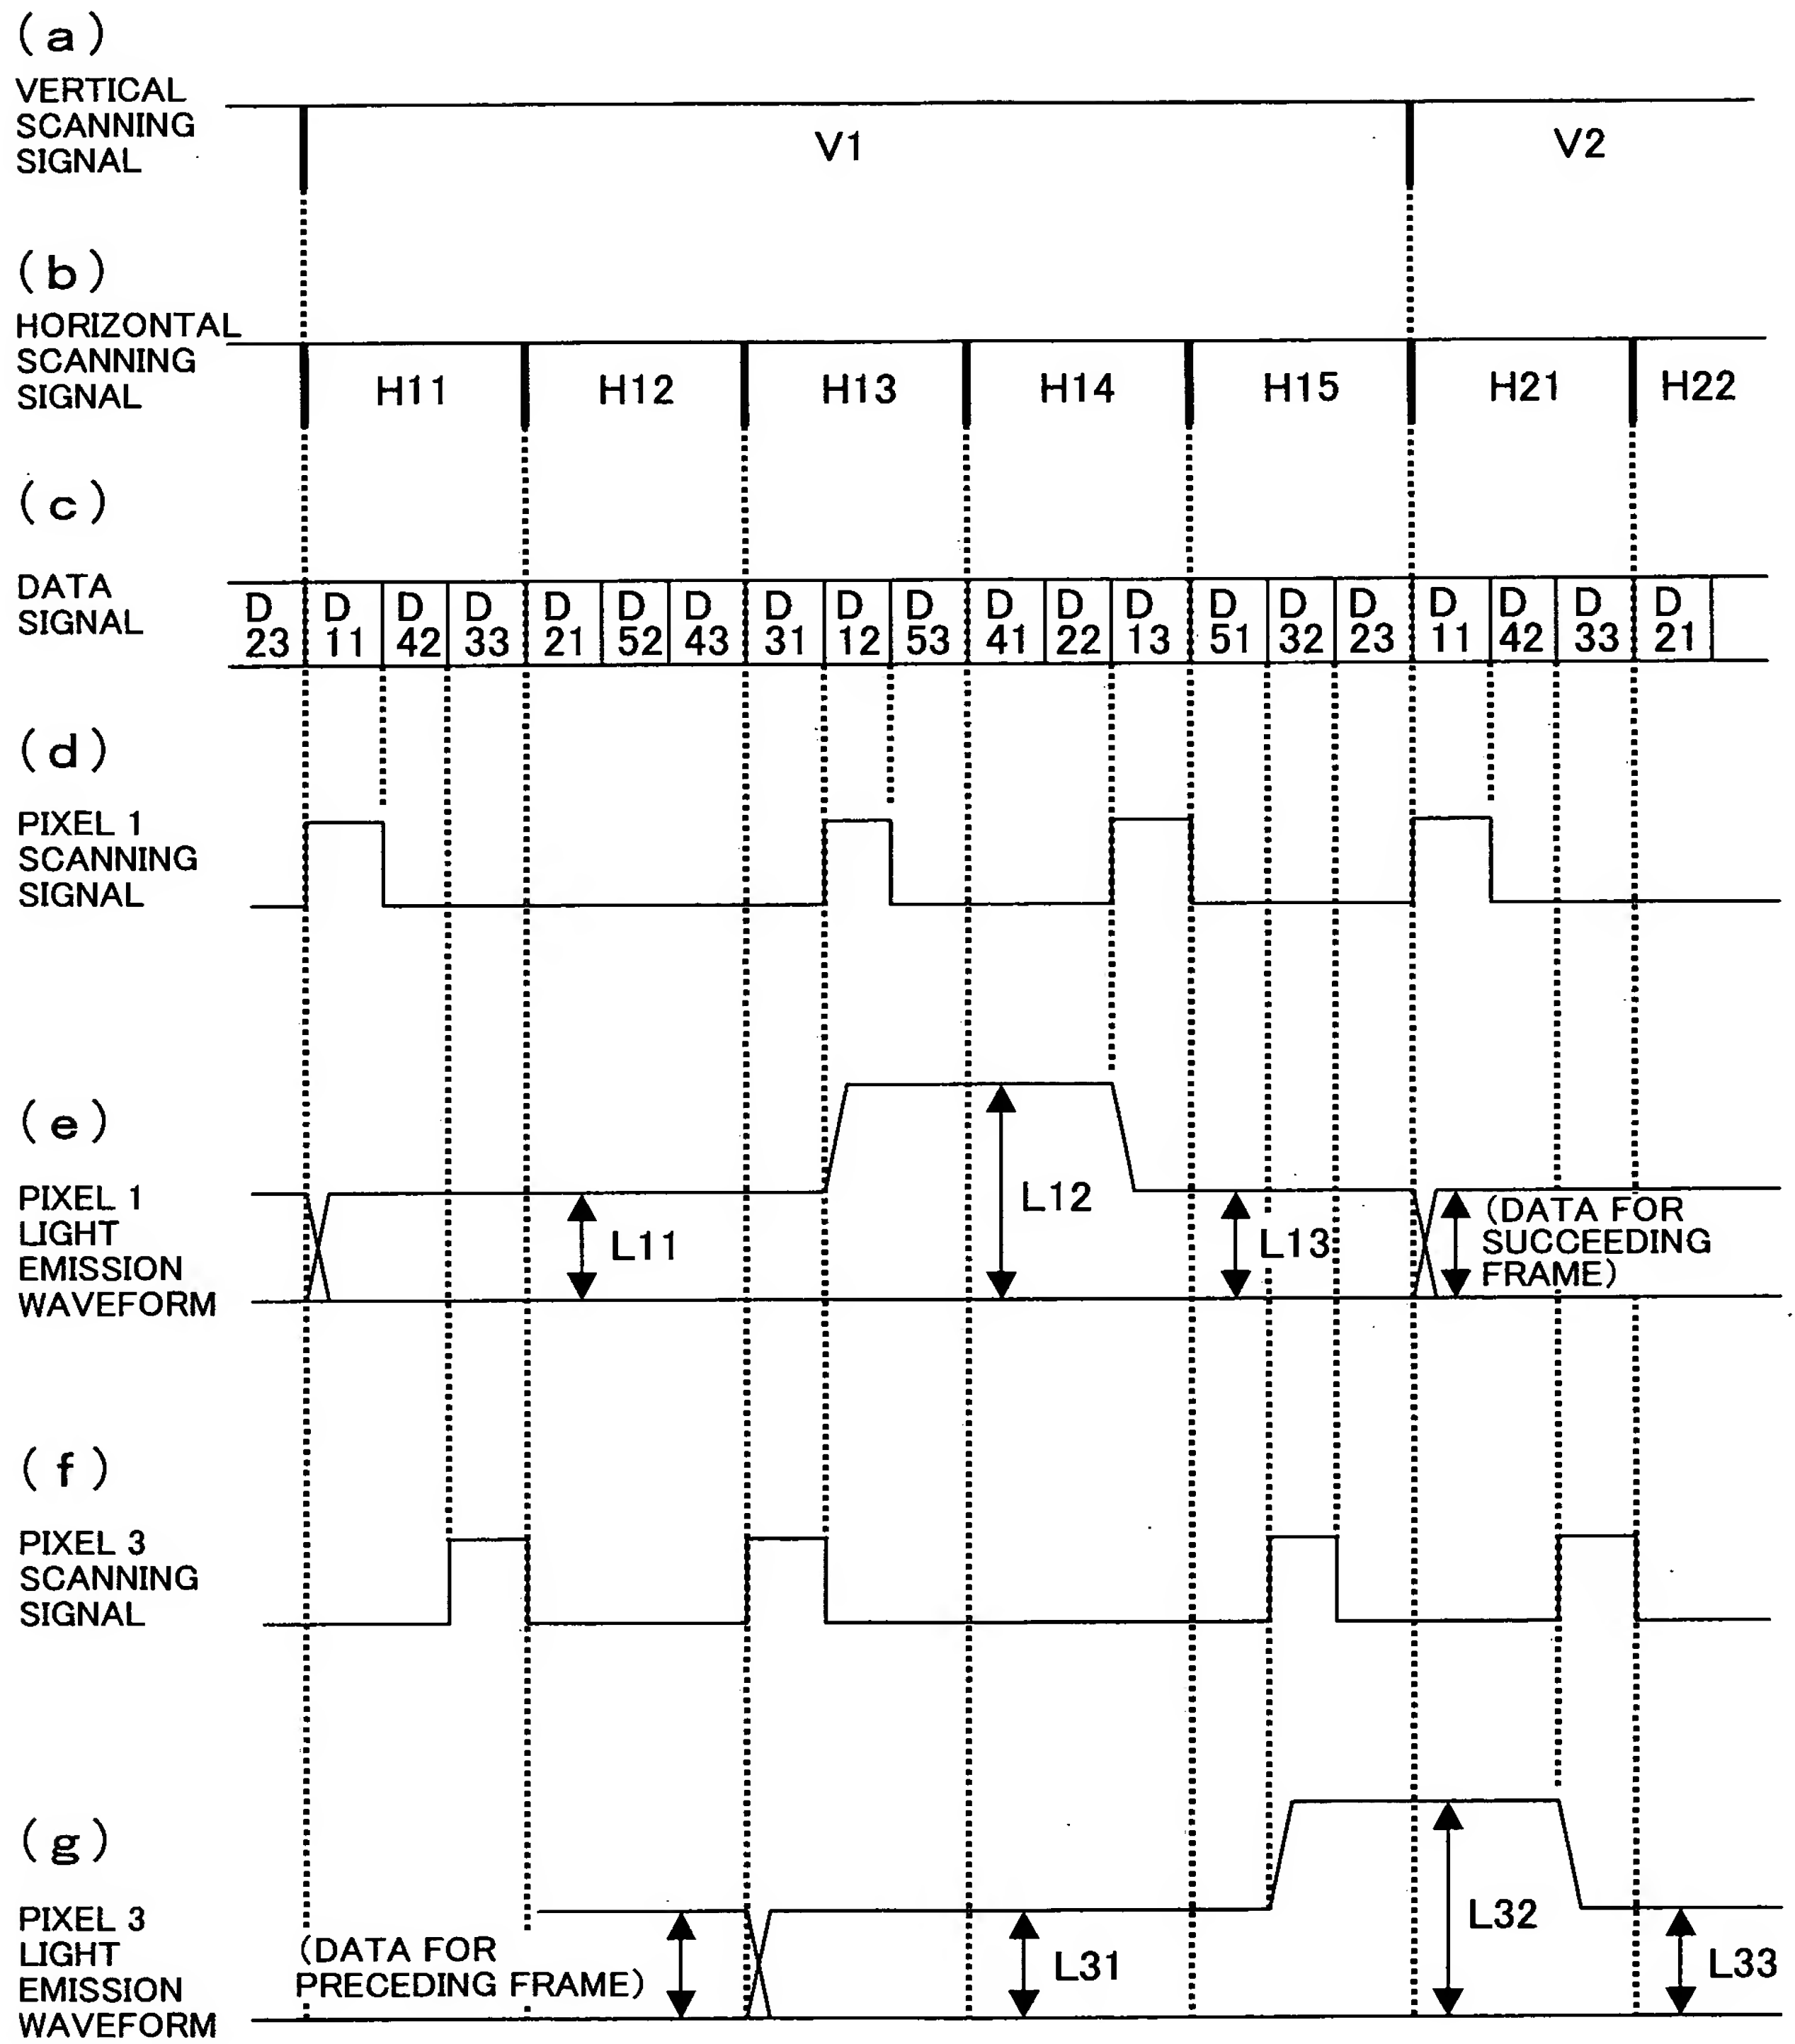 (a)
VERTICAL
SCANNING
SIGNAL
V1
V2
(b)
HORIZONTAL
SCANNING
SIGNAL
H11
H12
H13
H14
H15
H21
H22
(c)
DATA
SIGNAL
D D D D D D D D D D D D D D D D D D D D
23 11 42 33 21 52 43 31 12 53 41 22 13 51 32 23 11 42 33 21
(d)
PIXEL 1
SCANNING
SIGNAL
(e)
PIXEL 1
LIGHT
EMISSION
WAVEFORM
L11
L12
L13
(DATA FOR
SUCCEEDING
FRAME)
(f)
PIXEL 3
SCANNING
SIGNAL
(g)
PIXEL 3
LIGHT
EMISSION
WAVEFORM
(DATA FOR
PRECEDING FRAME)
L31
L32
L33